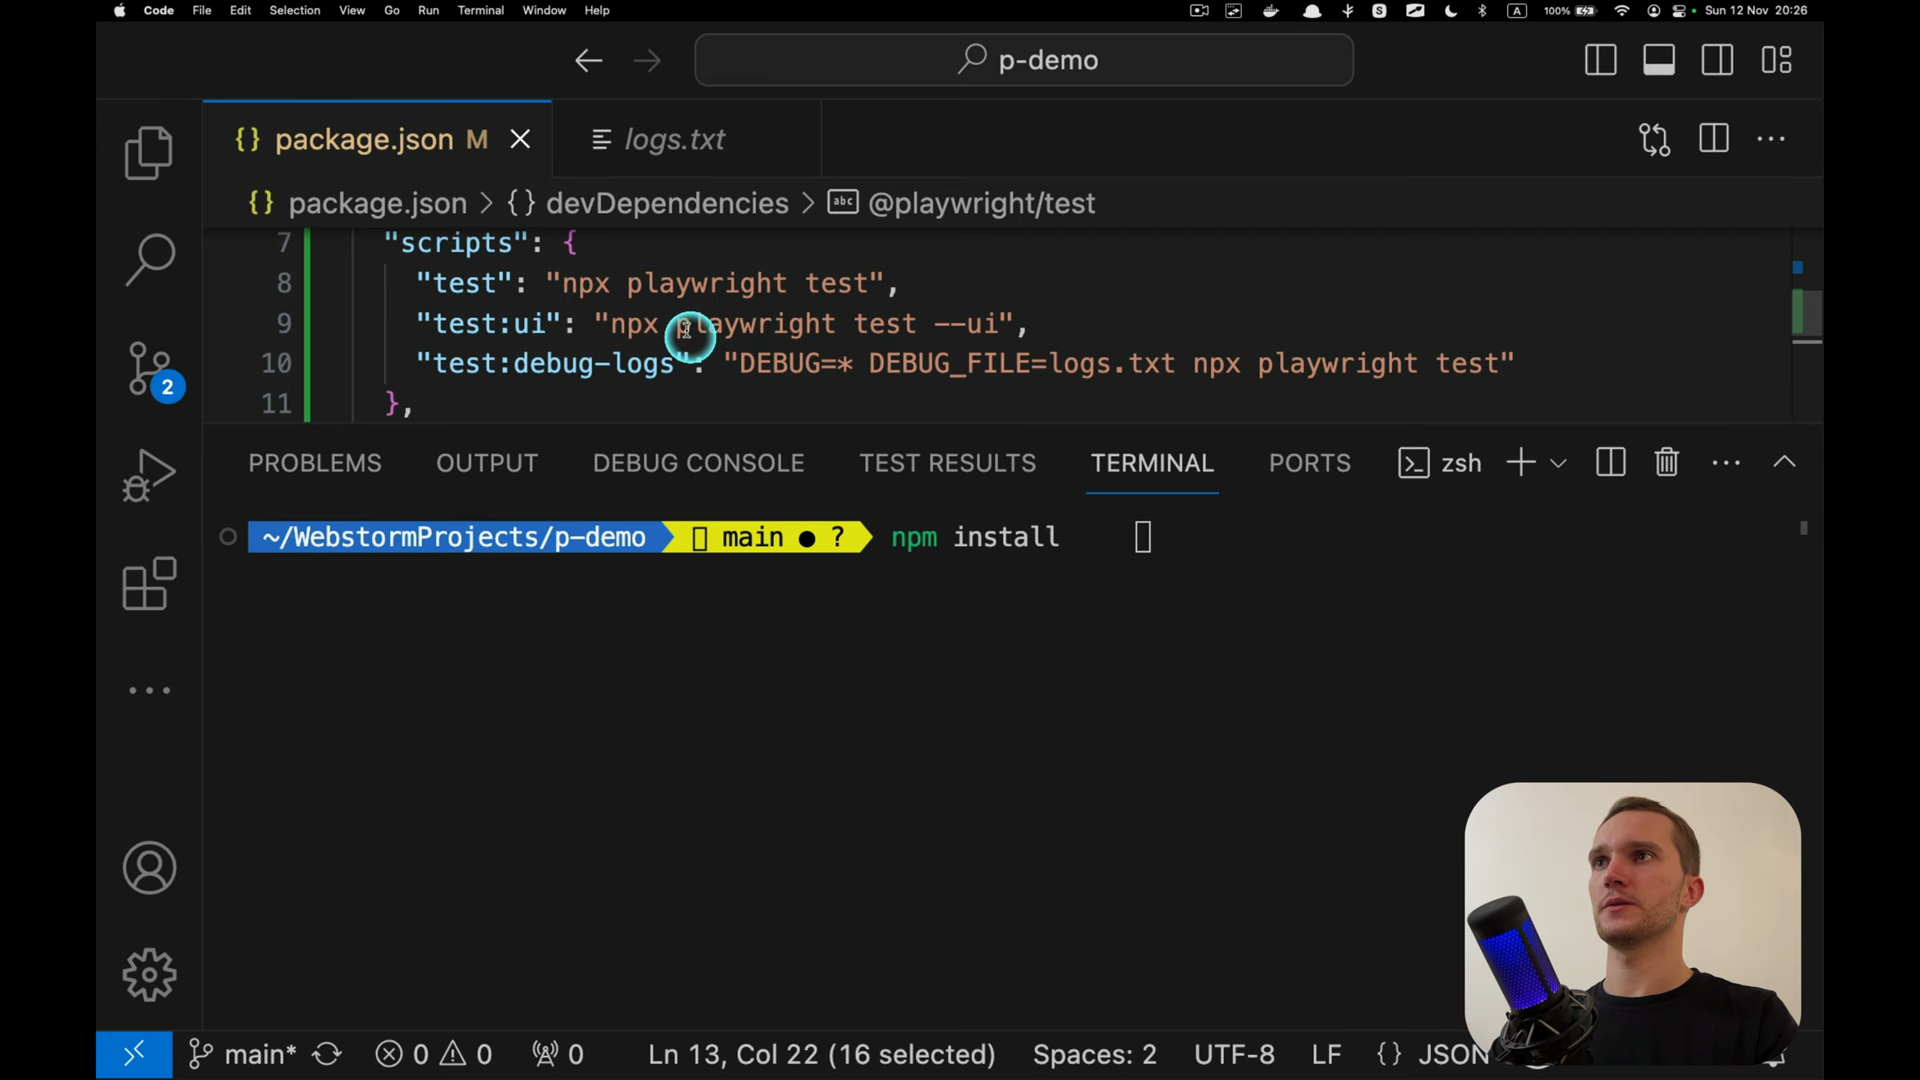 Code File Edit Selection View Go Run Terminal Window Help A 100% Sun 12 Nov 20:26
p-demo
{} package.json M logs.txt
{} package.json > {} devDependencies > abc @playwright/test
7 "scripts": {
8 "test": "npx playwright test",
9 "test:ui": "npx playwright test --ui",
10 "test:debug-logs": "DEBUG=* DEBUG_FILE=logs.txt npx playwright test"
11 },
PROBLEMS OUTPUT DEBUG CONSOLE TEST RESULTS TERMINAL PORTS zsh
~/WebstormProjects/p-demo main ● ? npm install
2
main* 0 0 0 Ln 13, Col 22 (16 selected) Spaces: 2 UTF-8 LF {} JSON